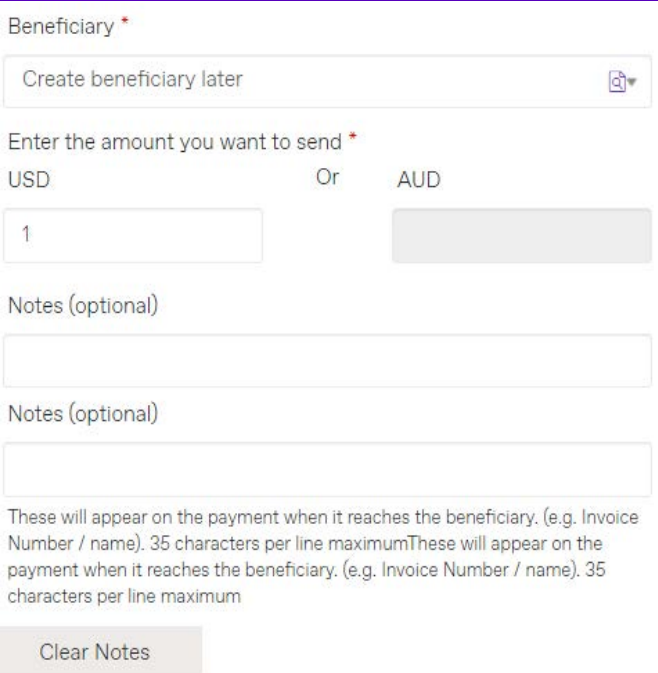 Beneficiary *
Create beneficiary later
Enter the amount you want to send *
USD Or AUD
1
Notes (optional)
Notes (optional)
These will appear on the payment when it reaches the beneficiary. (e.g. Invoice
Number / name). 35 characters per line maximumThese will appear on the
payment when it reaches the beneficiary. (e.g. Invoice Number / name). 35
characters per line maximum
Clear Notes